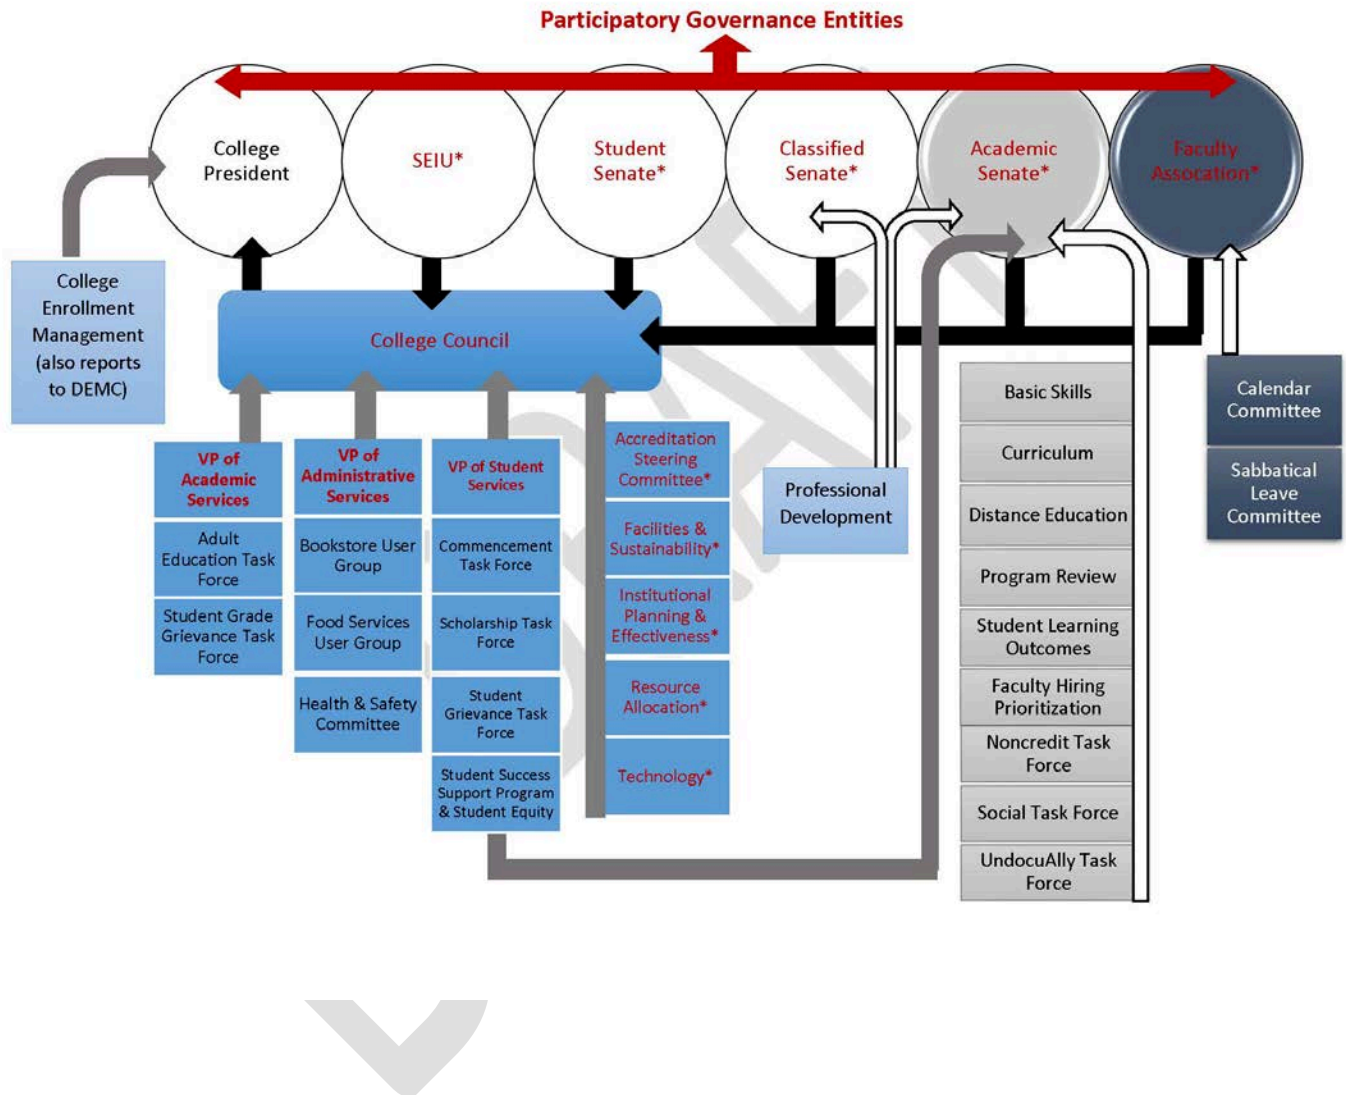 Participatory Governance Entities
College
President
SEIU*
Student
Senate*
Classified
Senate*
Academic
Senate*
Faculty
Assocation*
College
Enrollment
Management
(also reports
to DEMC)
College Council
VP of
Academic
Services
Adult
Education Task
Force
Student Grade
Grievance Task
Force
VP of
Administrative
Services
Bookstore User
Group
Food Services
User Group
Health & Safety
Committee
VP of Student
Services
Commencement
Task Force
Scholarship Task
Force
Student
Grievance Task
Force
Student Success
Support Program
& Student Equity
Accreditation
Steering
Committee*
Facilities &
Sustainability*
Institutional
Planning &
Effectiveness*
Resource
Allocation*
Technology*
Professional
Development
Basic Skills
Curriculum
Distance Education
Program Review
Student Learning
Outcomes
Faculty Hiring
Prioritization
Noncredit Task
Force
Social Task Force
UndocuAlly Task
Force
Calendar
Committee
Sabbatical
Leave
Committee
DRAFT